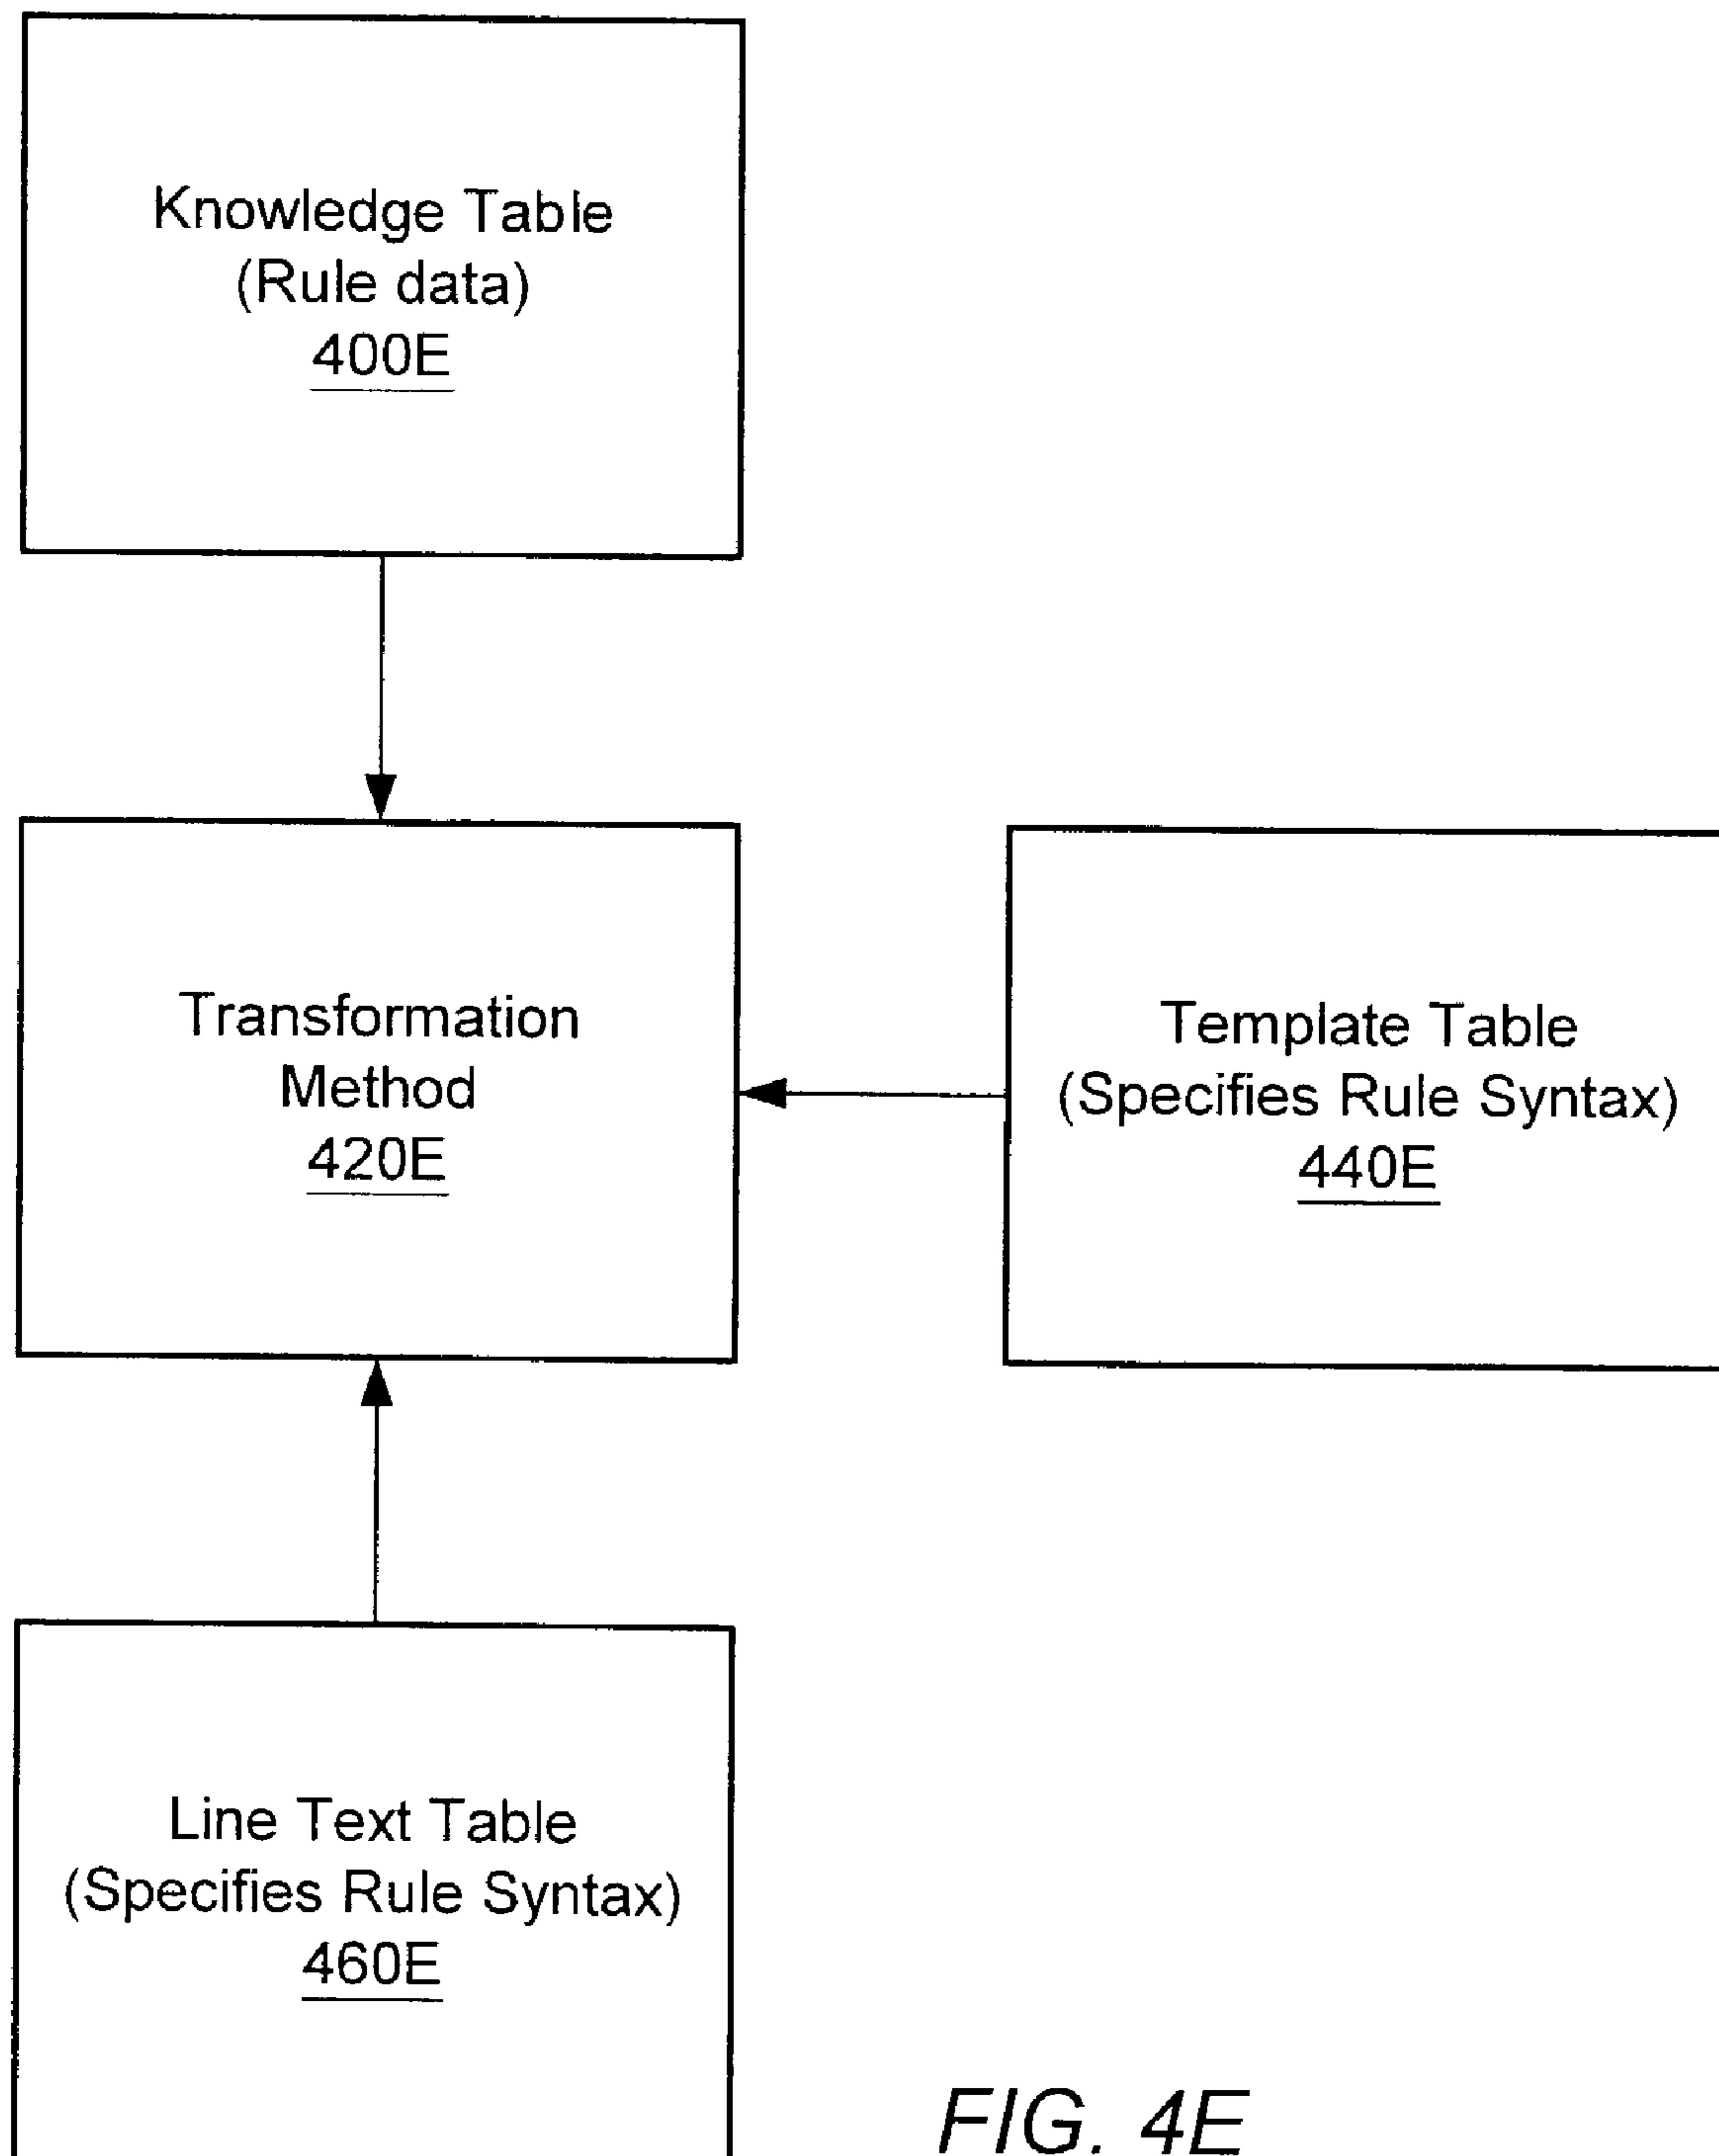 Knowledge Table
(Rule data)
400E
Transformation
Method
420E
Template Table
(Specifies Rule Syntax)
440E
Line Text Table
(Specifies Rule Syntax)
460E
FIG. 4E